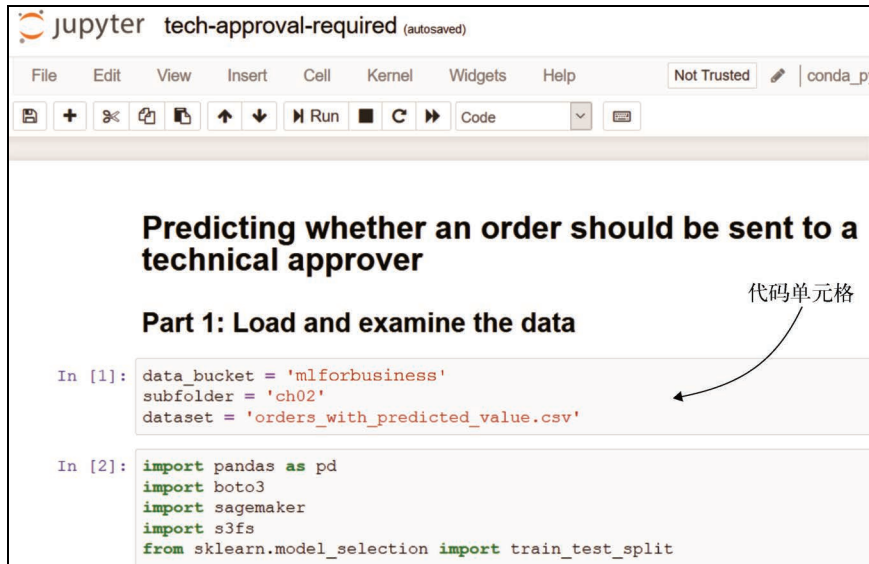 jupyter tech-approval-required (autosaved)
File Edit View Insert Cell Kernel Widgets Help Not Trusted conda_p
Run Code
Predicting whether an order should be sent to a
technical approver
代码单元格
Part 1: Load and examine the data
In [1]: data_bucket = 'mlforbusiness'
subfolder = 'ch02'
dataset = 'orders_with_predicted_value.csv'
In [2]: import pandas as pd
import boto3
import sagemaker
import s3fs
from sklearn.model_selection import train_test_split